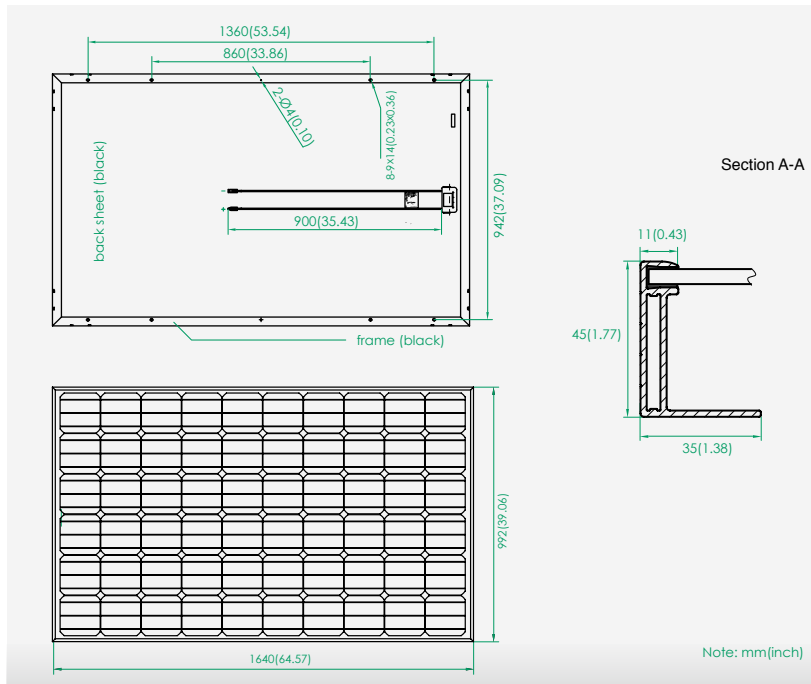 1360(53.54)
860(33.86)
2-Ø4(0.10)
8-9x14(0.23x0.36)
back sheet (black)
-
+
900(35.43)
942(37.09)
frame (black)
Section A-A
11(0.43)
45(1.77)
35(1.38)
992(39.06)
1640(64.57)
Note: mm(inch)